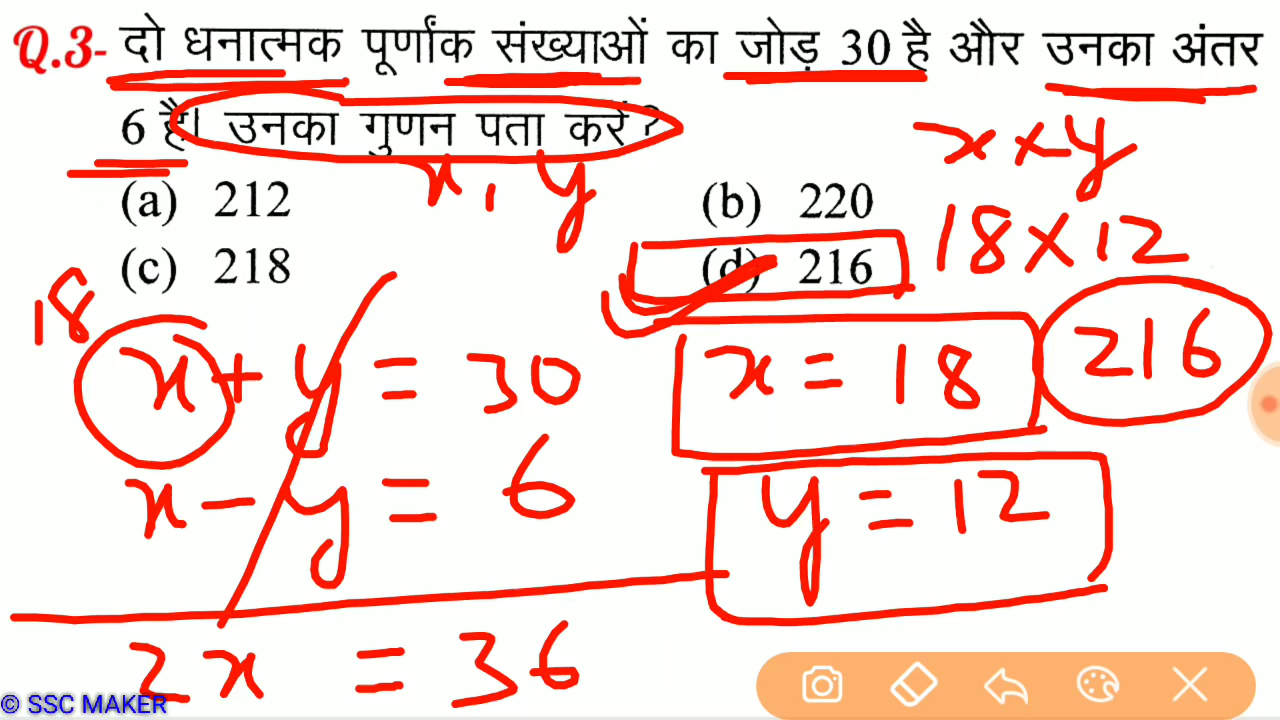 Q.3- दो धनात्मक पूर्णांक संख्याओं का जोड़ 30 है और उनका अंतर
6 है। उनका गुणन पता करें?
x × y
x, y
(a) 212 (b) 220
18 × 12
(c) 218 (d) 216
18
x + y = 30
x = 18
216
x - y = 6
y = 12
2x = 36
© SSC MAKER